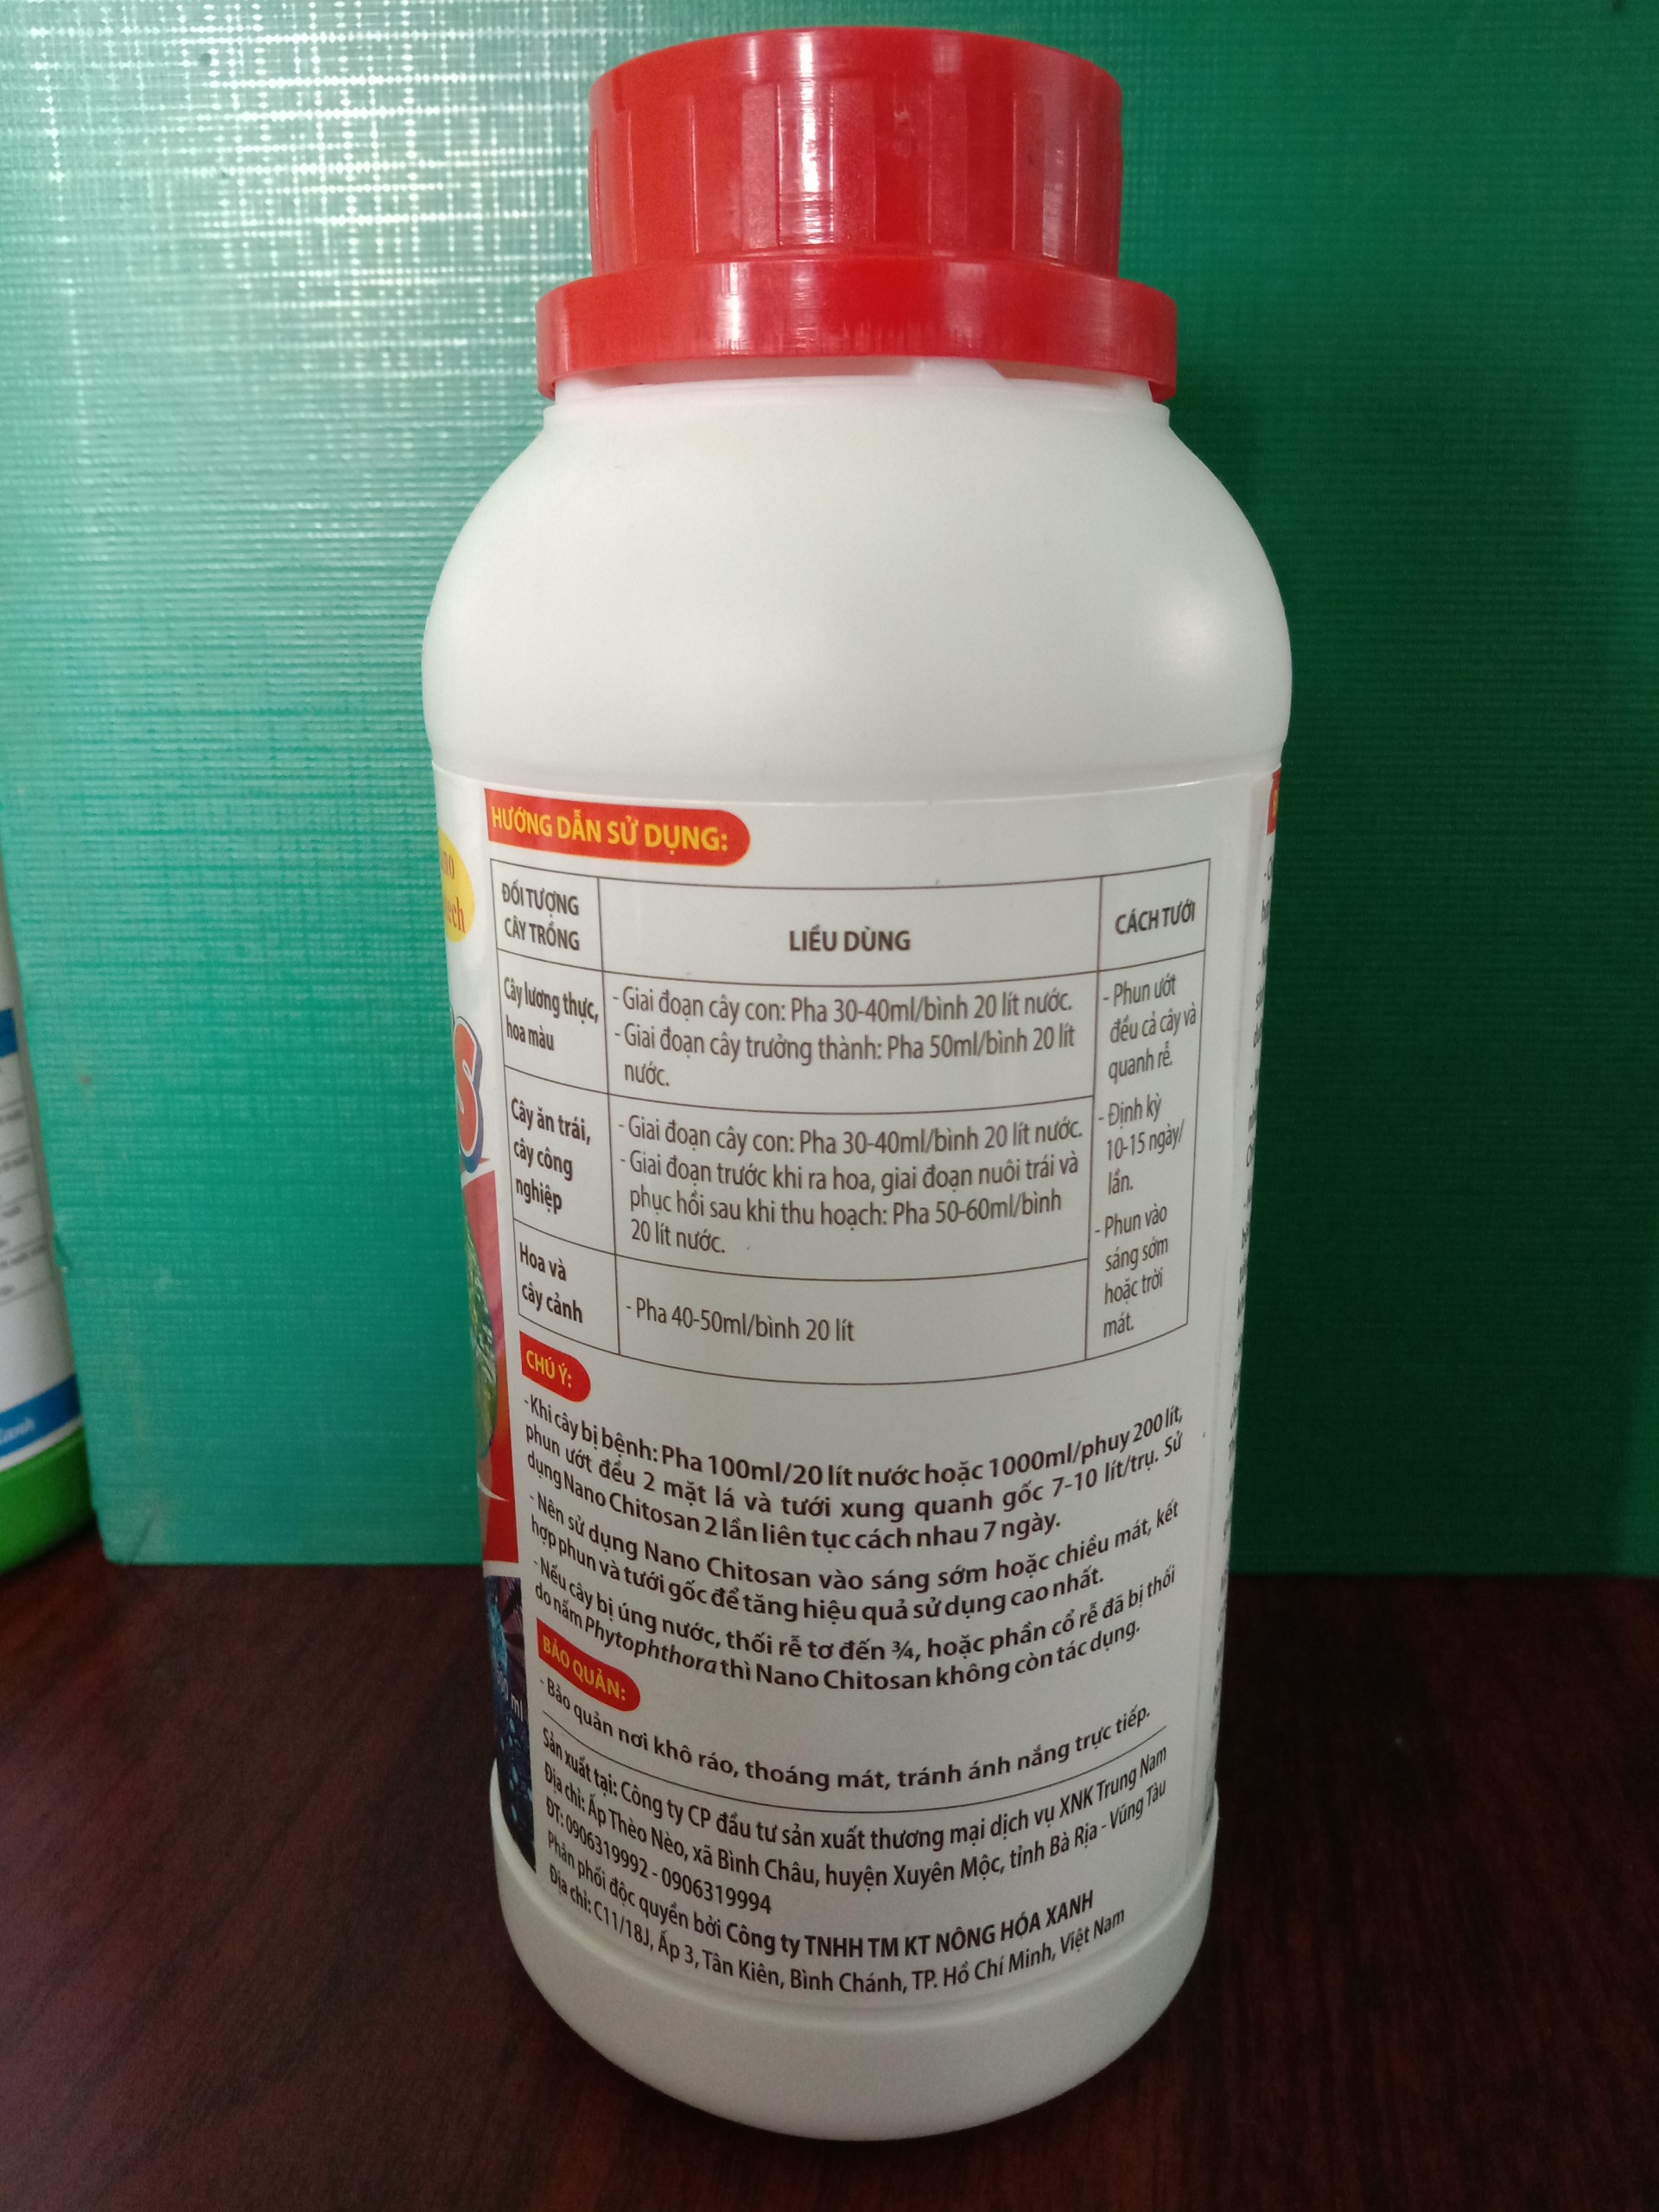 HƯỚNG DẪN SỬ DỤNG:
ĐỐI TƯỢNG
CÂY TRỒNG
LIỀU DÙNG
CÁCH TƯỚI
Cây lương thực,
hoa màu
- Giai đoạn cây con: Pha 30-40ml/bình 20 lít nước.
- Giai đoạn cây trưởng thành: Pha 50ml/bình 20 lít
nước.
Cây ăn trái,
cây công
nghiệp
- Giai đoạn cây con: Pha 30-40ml/bình 20 lít nước.
- Giai đoạn trước khi ra hoa, giai đoạn nuôi trái và
phục hồi sau khi thu hoạch: Pha 50-60ml/bình
20 lít nước.
Hoa và
cây cảnh
- Pha 40-50ml/bình 20 lít
- Phun ướt
đều cả cây và
quanh rễ.
- Định kỳ
10-15 ngày/
lần.
- Phun vào
sáng sớm
hoặc trời
mát.
CHÚ Ý:
- Khi cây bị bệnh: Pha 100ml/20 lít nước hoặc 1000ml/phuy 200 lít,
phun ướt đều 2 mặt lá và tưới xung quanh gốc 7-10 lít/trụ. Sử
dụng Nano Chitosan 2 lần liên tục cách nhau 7 ngày.
- Nên sử dụng Nano Chitosan vào sáng sớm hoặc chiều mát, kết
hợp phun và tưới gốc để tăng hiệu quả sử dụng cao nhất.
- Nếu cây bị úng nước, thối rễ tơ đến ¾, hoặc phần cổ rễ đã bị thối
do nấm Phytophthora thì Nano Chitosan không còn tác dụng.
BẢO QUẢN:
- Bảo quản nơi khô ráo, thoáng mát, tránh ánh nắng trực tiếp.
Sản xuất tại: Công ty CP đầu tư sản xuất thương mại dịch vụ XNK Trung Nam
Địa chỉ: Ấp Thèo Nèo, xã Bình Châu, huyện Xuyên Mộc, tỉnh Bà Rịa - Vũng Tàu
ĐT: 0906319992 - 0906319994
Phân phối độc quyền bởi Công ty TNHH TM KT NÔNG HÓA XANH
Địa chỉ: C11/18J, Ấp 3, Tân Kiên, Bình Chánh, TP. Hồ Chí Minh, Việt Nam